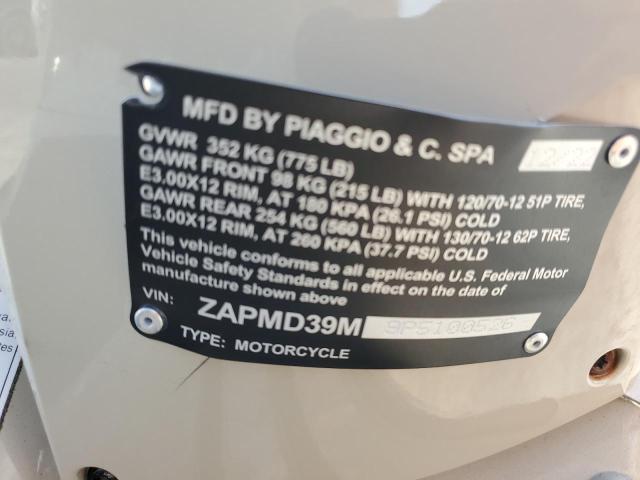 MFD BY PIAGGIO & C. SPA 12/22
GVWR 352 KG (775 LB)
GAWR FRONT 98 KG (215 LB) WITH 120/70-12 51P TIRE,
E3.00X12 RIM, AT 180 KPA (26.1 PSI) COLD
GAWR REAR 254 KG (560 LB) WITH 130/70-12 62P TIRE,
E3.00X12 RIM, AT 260 KPA (37.7 PSI) COLD
This vehicle conforms to all applicable U.S. Federal Motor
Vehicle Safety Standards in effect on the date of
manufacture shown above
VIN: ZAPMD39M 9P5100526
TYPE: MOTORCYCLE